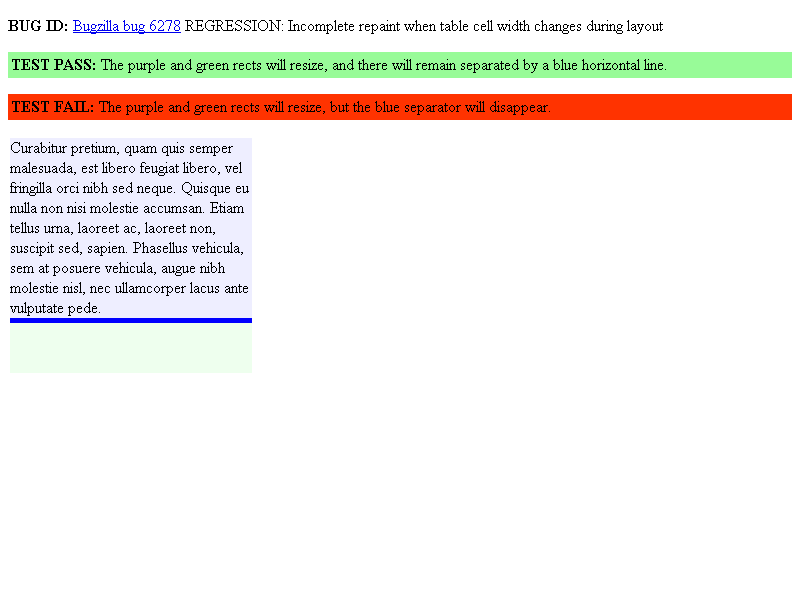 BUG ID: Bugzilla bug 6278 REGRESSION: Incomplete repaint when table cell width changes during layout
TEST PASS: The purple and green rects will resize, and there will remain separated by a blue horizontal line.
TEST FAIL: The purple and green rects will resize, but the blue separator will disappear.
Curabitur pretium, quam quis semper
malesuada, est libero feugiat libero, vel
fringilla orci nibh sed neque. Quisque eu
nulla non nisi molestie accumsan. Etiam
tellus urna, laoreet ac, laoreet non,
suscipit sed, sapien. Phasellus vehicula,
sem at posuere vehicula, augue nibh
molestie nisl, nec ullamcorper lacus ante
vulputate pede.